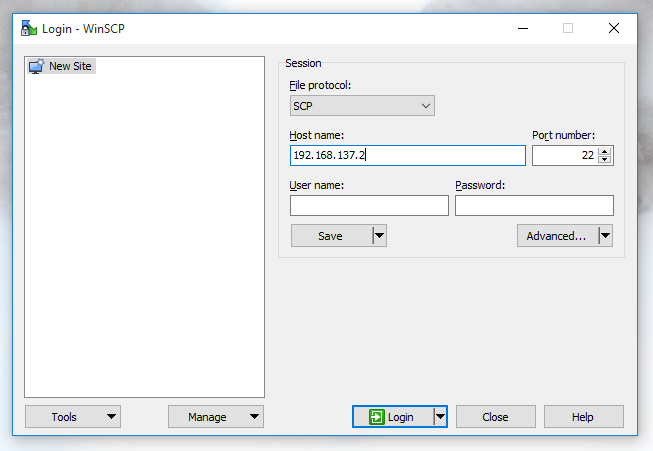 Login - WinSCP
New Site
Session
File protocol:
SCP
Host name:
Port number:
192.168.137.2
22
User name:
Password:
Save
Advanced...
Tools
Manage
Login
Close
Help